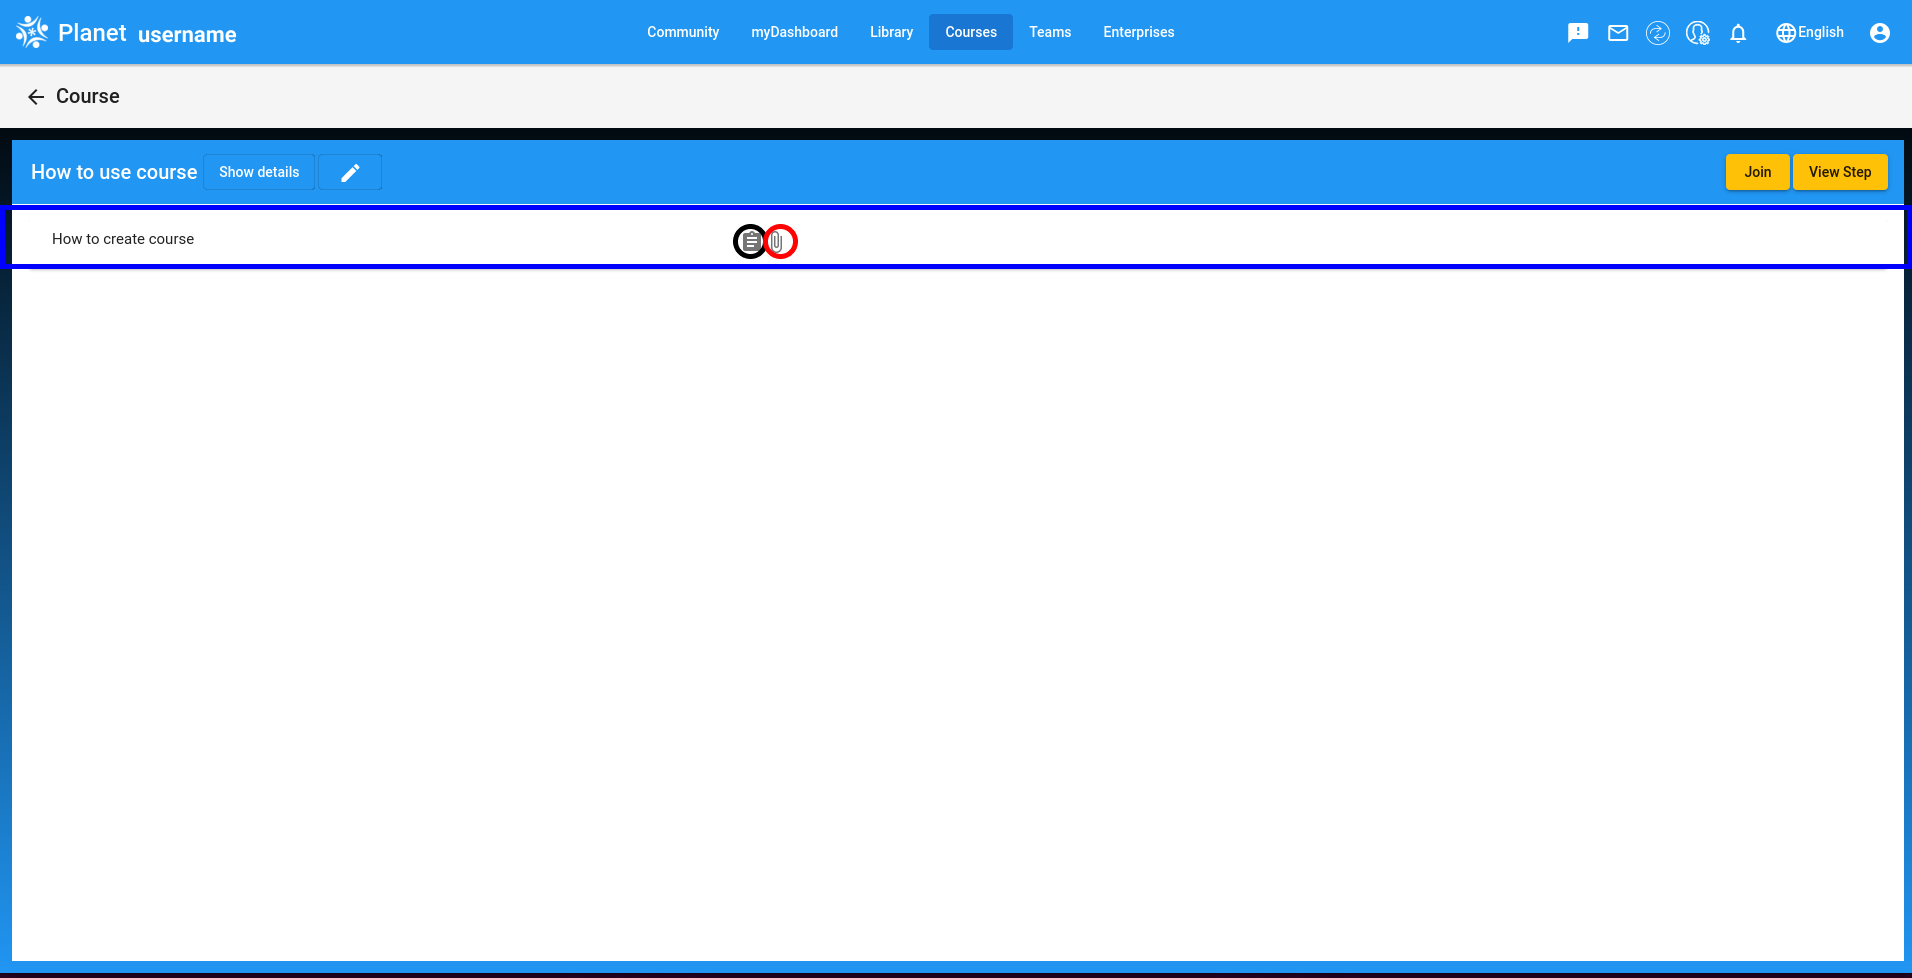 Planet username Community myDashboard Library Courses Teams Enterprises English
Course
How to use course Show details Join View Step
How to create course